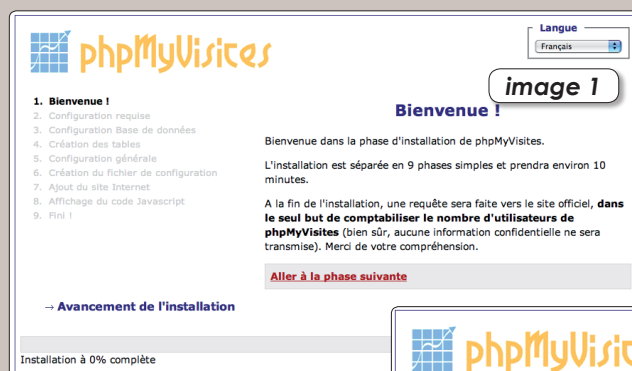 phpMyVisites
Langue
Français
image 1
1. Bienvenue !
2. Configuration requise
3. Configuration Base de données
4. Création des tables
5. Configuration générale
6. Création du fichier de configuration
7. Ajout du site Internet
8. Affichage du code Javascript
9. Fini !
Bienvenue !
Bienvenue dans la phase d'installation de phpMyVisites.
L'installation est séparée en 9 phases simples et prendra environ 10
minutes.
A la fin de l'installation, une requête sera faite vers le site officiel, dans
le seul but de comptabiliser le nombre d'utilisateurs de
phpMyVisites (bien sûr, aucune information confidentielle ne sera
transmise). Merci de votre compréhension.
Aller à la phase suivante
→ Avancement de l'installation
Installation à 0% complète
phpMyVisit